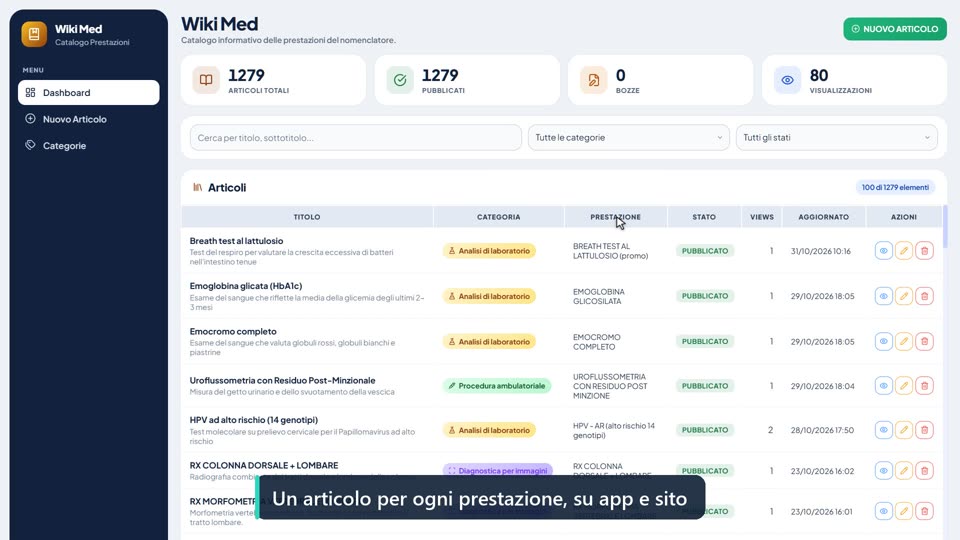 Wiki Med
Catalogo Prestazioni
MENU
Dashboard
Nuovo Articolo
Categorie
Wiki Med
Catalogo informativo delle prestazioni del nomenclatore.
NUOVO ARTICOLO
1279
ARTICOLI TOTALI
1279
PUBBLICATI
0
BOZZE
80
VISUALIZZAZIONI
Cerca per titolo, sottotitolo...
Tutte le categorie
Tutti gli stati
Articoli
100 di 1279 elementi
TITOLO CATEGORIA PRESTAZIONE STATO VIEWS AGGIORNATO AZIONI
Breath test al lattulosio
Test del respiro per valutare la crescita eccessiva di batteri
nell'intestino tenue
Analisi di laboratorio
BREATH TEST AL
LATTULOSIO (promo)
PUBBLICATO
1
31/10/2026 10:16
Emoglobina glicata (HbA1c)
Esame del sangue che riflette la media della glicemia degli ultimi 2-
3 mesi
Analisi di laboratorio
EMOGLOBINA
GLICOSILATA
PUBBLICATO
1
29/10/2026 18:05
Emocromo completo
Esame del sangue che valuta globuli rossi, globuli bianchi e
piastrine
Analisi di laboratorio
EMOCROMO
COMPLETO
PUBBLICATO
1
29/10/2026 18:05
Uroflussometria con Residuo Post-Minzionale
Misura del getto urinario e dello svuotamento della vescica
Procedura ambulatoriale
UROFLUSSOMETRIA
CON RESIDUO POST
MINZIONE
PUBBLICATO
1
29/10/2026 18:04
HPV ad alto rischio (14 genotipi)
Test molecolare su prelievo cervicale per il Papillomavirus ad alto
rischio
Analisi di laboratorio
HPV - AR (alto rischio 14
genotipi)
PUBBLICATO
2
28/10/2026 17:50
RX COLONNA DORSALE + LOMBARE
Radiografia
Diagnostica per immagini
RX COLONNA
DORSALE + LOMBARE
PUBBLICATO
1
23/10/2026 16:02
RX
Morfometria
tratto lombare.
1
23/10/2026 16:01
Un articolo per ogni prestazione, su app e sito